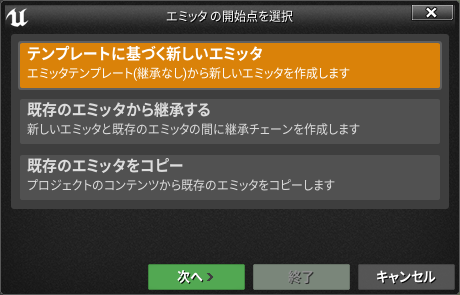 エミッタ の開始点を選択
テンプレートに基づく新しいエミッタ
エミッタテンプレート(継承なし)から新しいエミッタを作成します
既存のエミッタから継承する
新しいエミッタと既存のエミッタの間に継承チェーンを作成します
既存のエミッタをコピー
プロジェクトのコンテンツから既存のエミッタをコピーします
次へ >
終了
キャンセル